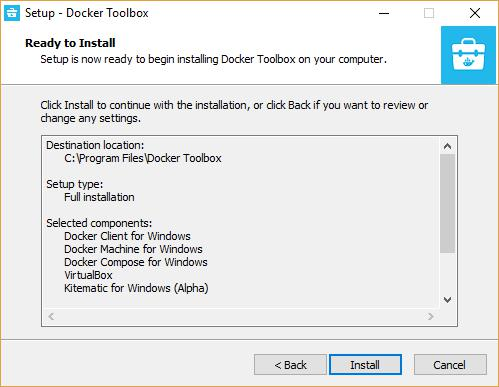 Setup - Docker Toolbox
Ready to Install
Setup is now ready to begin installing Docker Toolbox on your computer.
Click Install to continue with the installation, or click Back if you want to review or
change any settings.
Destination location:
C:\Program Files\Docker Toolbox
Setup type:
Full installation
Selected components:
Docker Client for Windows
Docker Machine for Windows
Docker Compose for Windows
VirtualBox
Kitematic for Windows (Alpha)
< Back Install Cancel